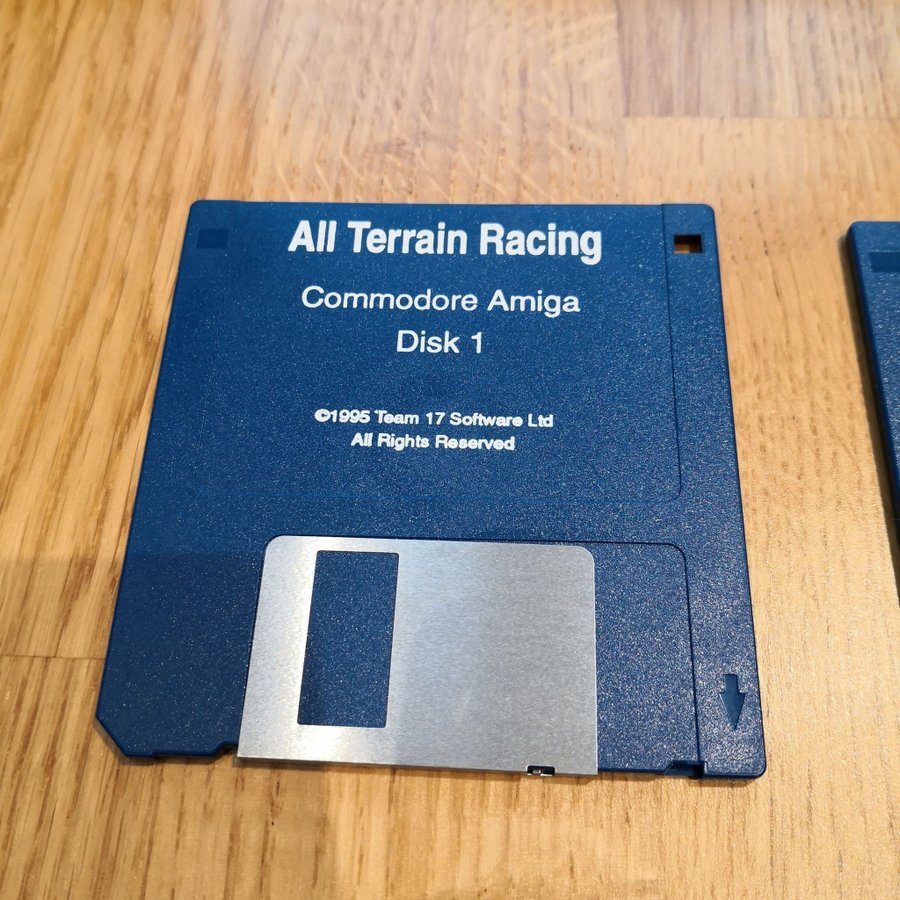 All Terrain Racing
Commodore Amiga
Disk 1
©1995 Team 17 Software Ltd
All Rights Reserved